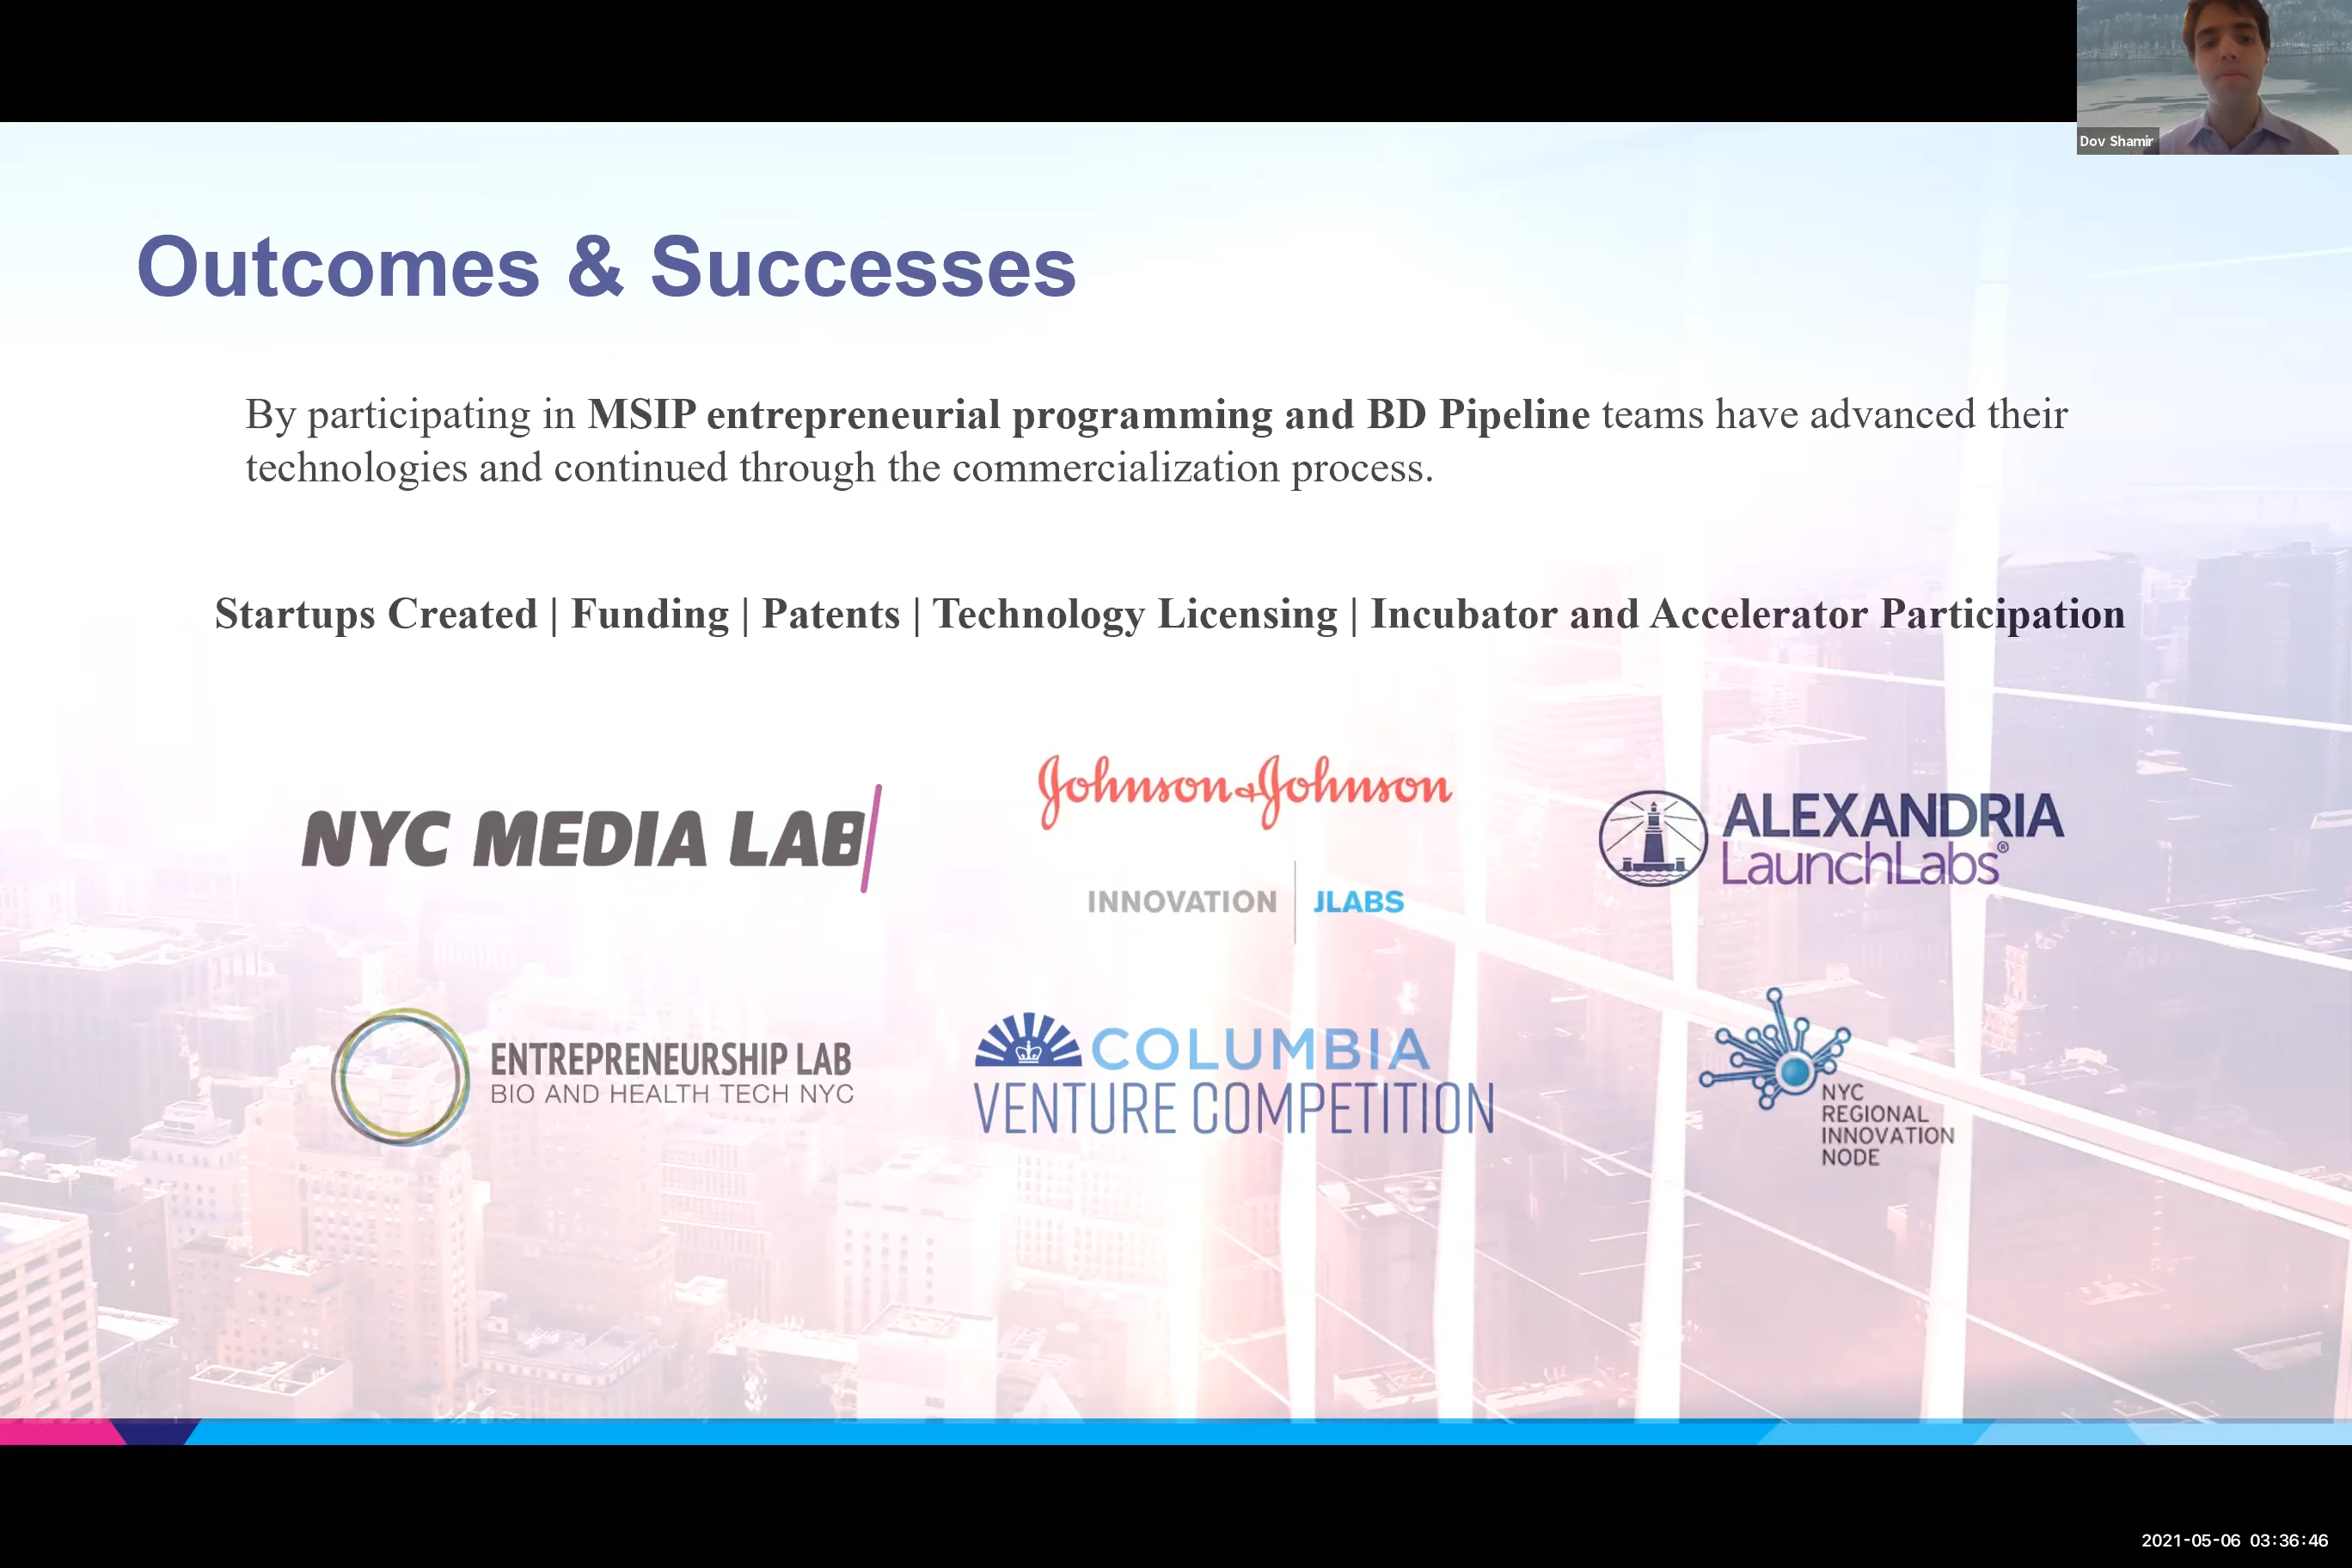 Dov Shamir
Outcomes & Successes
By participating in MSIP entrepreneurial programming and BD Pipeline teams have advanced their
technologies and continued through the commercialization process.
Startups Created | Funding | Patents | Technology Licensing | Incubator and Accelerator Participation
NYC MEDIA LAB
Johnson & Johnson
INNOVATION | JLABS
ALEXANDRIA
LaunchLabs®
ENTREPRENEURSHIP LAB
BIO AND HEALTH TECH NYC
COLUMBIA
VENTURE COMPETITION
NYC
REGIONAL
INNOVATION
NODE
2021-05-06 03:36:46